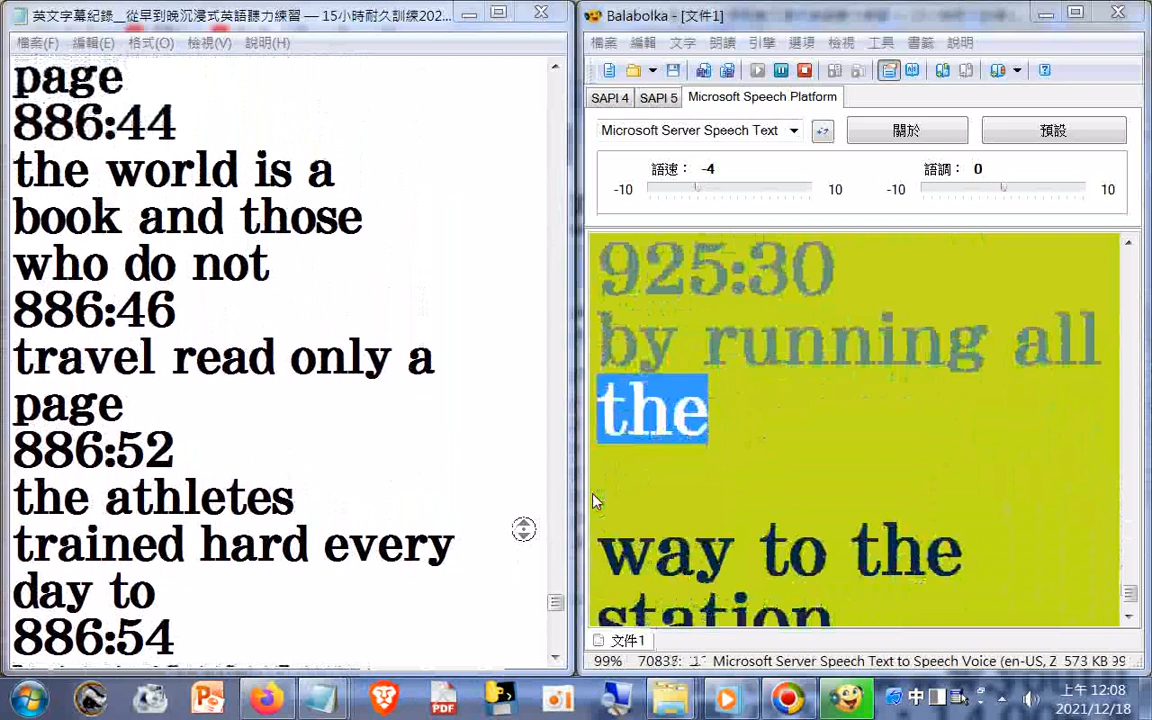 英文字幕紀錄__從早到晚沉浸式英語聽力練習 — 15小時耐久訓練202...
檔案(F) 編輯(E) 格式(O) 檢視(V) 說明(H)
page
886:44
the world is a
book and those
who do not
886:46
travel read only a
page
886:52
the athletes
trained hard every
day to
886:54
Balabolka - [文件1]
檔案 編輯 文字 朗讀 引擎 選項 檢視 工具 書籤 說明
SAPI 4 SAPI 5 Microsoft Speech Platform
Microsoft Server Speech Text 關於 預設
語速： -4 語調： 0
-10 10 -10 10
925:30
by running all
the
way to the
station
文件1
99% Microsoft Server Speech Text to Speech Voice (en-US, Z 573 KB 99
中 上午 12:08
2021/12/18